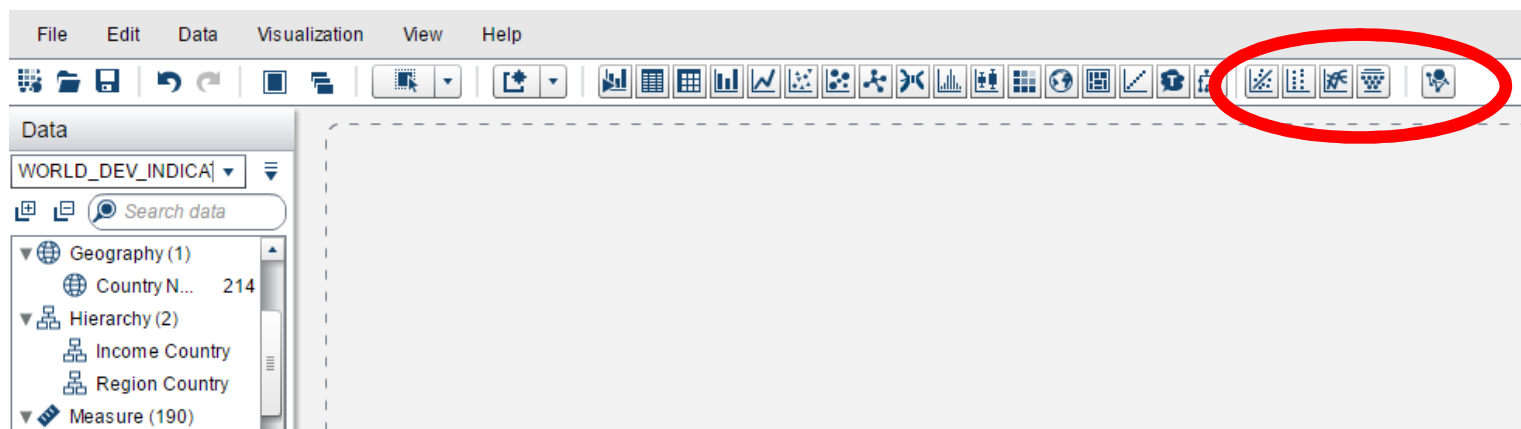 File Edit Data Visualization View Help
Data
WORLD_DEV_INDICAT
Search data
Geography (1)
Country N... 214
Hierarchy (2)
Income Country
Region Country
Measure (190)